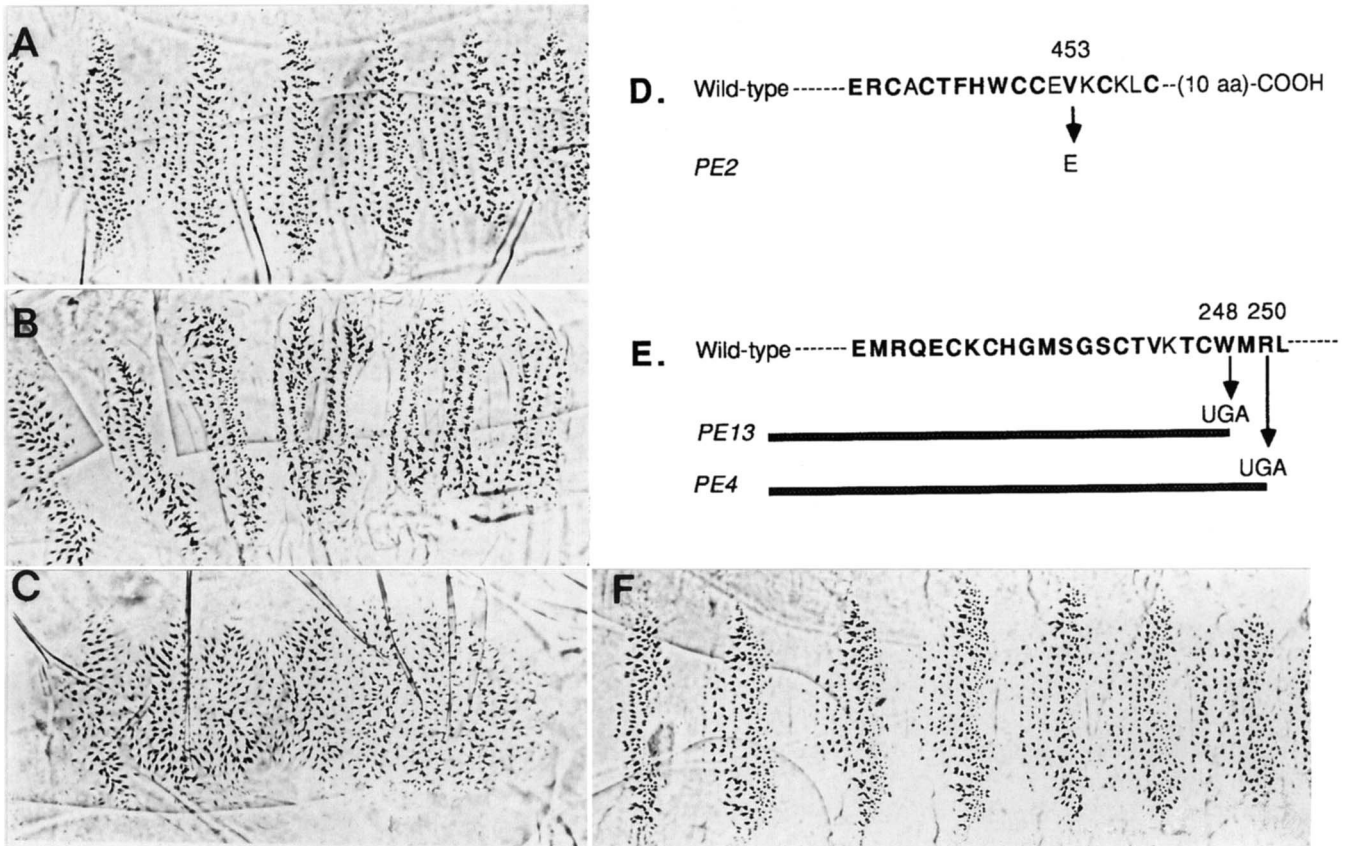 A
B
C
D.
453
Wild-type ------ ERCACTFHWCCEVKCKLC--(10 aa)-COOH
PE2
E
E.
248 250
Wild-type ------- EMRQECKCHGMSGSCTVKTCWMRL------
UGA
PE13
UGA
PE4
F